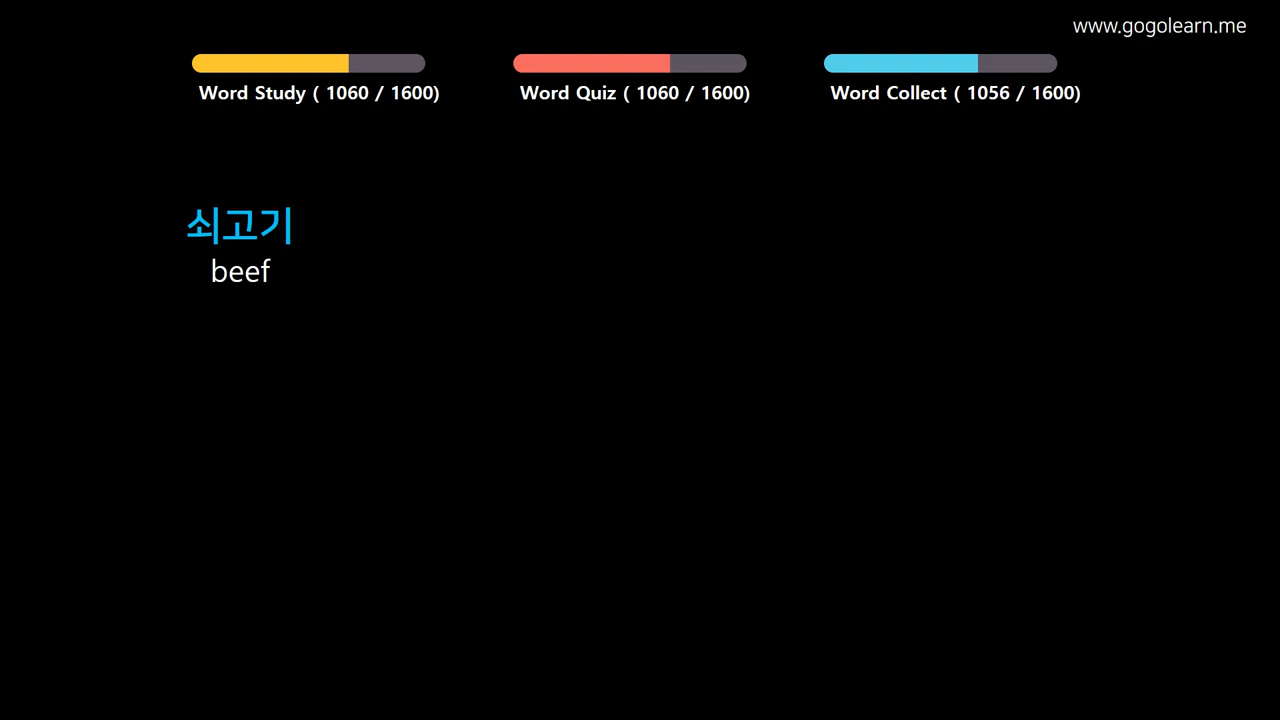 www.gogolearn.me
Word Study ( 1060 / 1600)
Word Quiz ( 1060 / 1600)
Word Collect ( 1056 / 1600)
쇠고기
beef